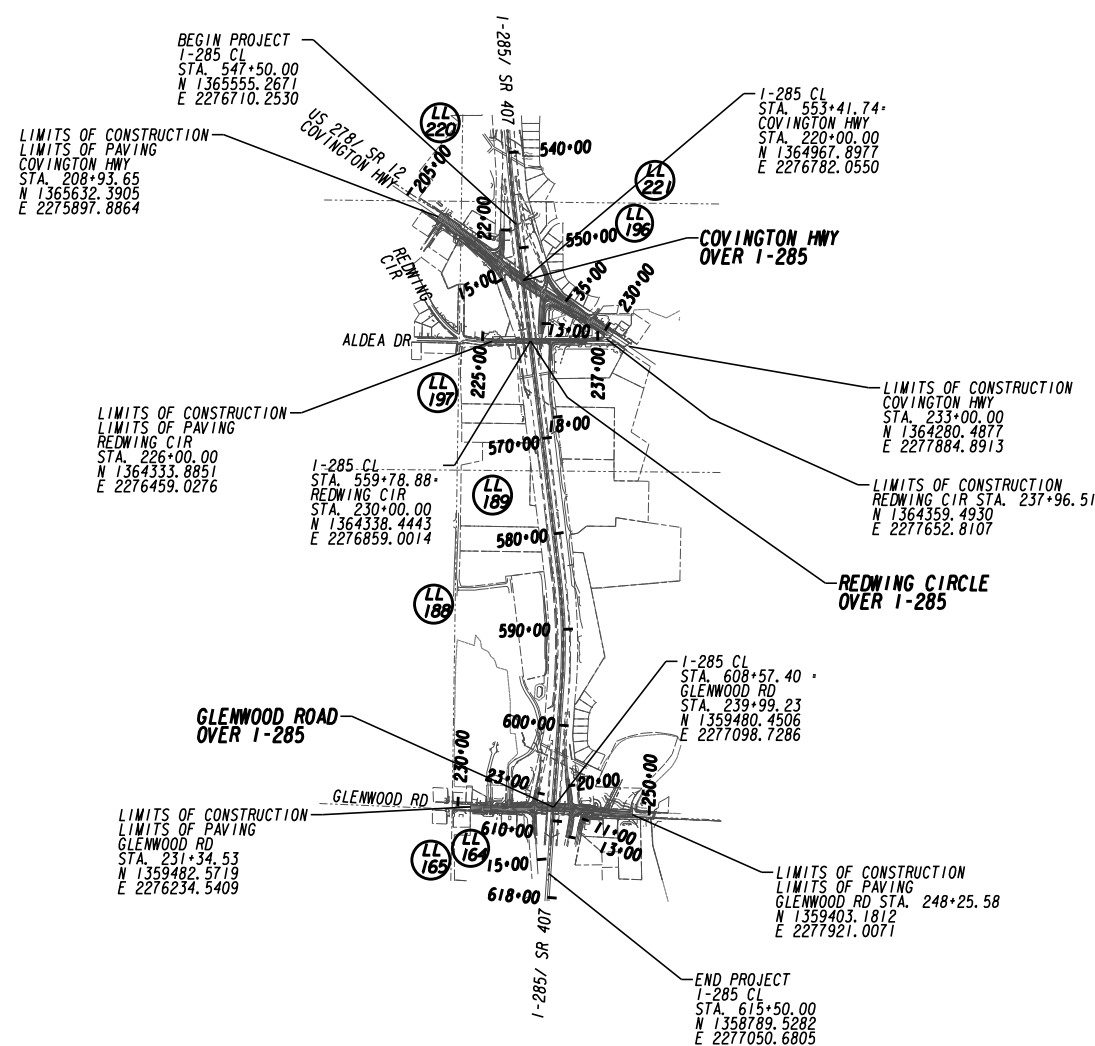 I-285/ SR 407
BEGIN PROJECT
I-285 CL
STA. 547+50.00
N 1365555.2671
E 2276710.2530
I-285 CL
STA. 553+41.74=
COVINGTON HWY
STA. 220+00.00
N 1364967.8977
E 2276782.0550
LIMITS OF CONSTRUCTION
LIMITS OF PAVING
COVINGTON HWY
STA. 208+93.65
N 1365632.3905
E 2275897.8864
US 278/ SR 12
COVINGTON HWY
LL
220
205+00
540+00
LL
221
LL
196
22+00
550+00
COVINGTON HWY
OVER I-285
REDWING
CIR
15+00
35+00
230+00
13+00
ALDEA DR
225+00
237+00
LL
197
LIMITS OF CONSTRUCTION
COVINGTON HWY
STA. 233+00.00
N 1364280.4877
E 2277884.8913
LIMITS OF CONSTRUCTION
LIMITS OF PAVING
REDWING CIR
STA. 226+00.00
N 1364333.8851
E 2276459.0276
18+00
570+00
I-285 CL
STA. 559+78.88=
REDWING CIR
STA. 230+00.00
N 1364338.4443
E 2276859.0014
LL
189
LIMITS OF CONSTRUCTION
REDWING CIR STA. 237+96.51
N 1364359.4930
E 2277652.8107
580+00
REDWING CIRCLE
OVER I-285
LL
188
590+00
I-285 CL
STA. 608+57.40 =
GLENWOOD RD
STA. 239+99.23
N 1359480.4506
E 2277098.7286
GLENWOOD ROAD
OVER I-285
600+00
230+00
23+00
20+00
250+00
GLENWOOD RD
LIMITS OF CONSTRUCTION
LIMITS OF PAVING
GLENWOOD RD
STA. 231+34.53
N 1359482.5719
E 2276234.5409
610+00
11+00
13+00
LL
165
LL
164
15+00
618+00
LIMITS OF CONSTRUCTION
LIMITS OF PAVING
GLENWOOD RD STA. 248+25.58
N 1359403.1812
E 2277921.0071
I-285/ SR 407
END PROJECT
I-285 CL
STA. 615+50.00
N 1358789.5282
E 2277050.6805